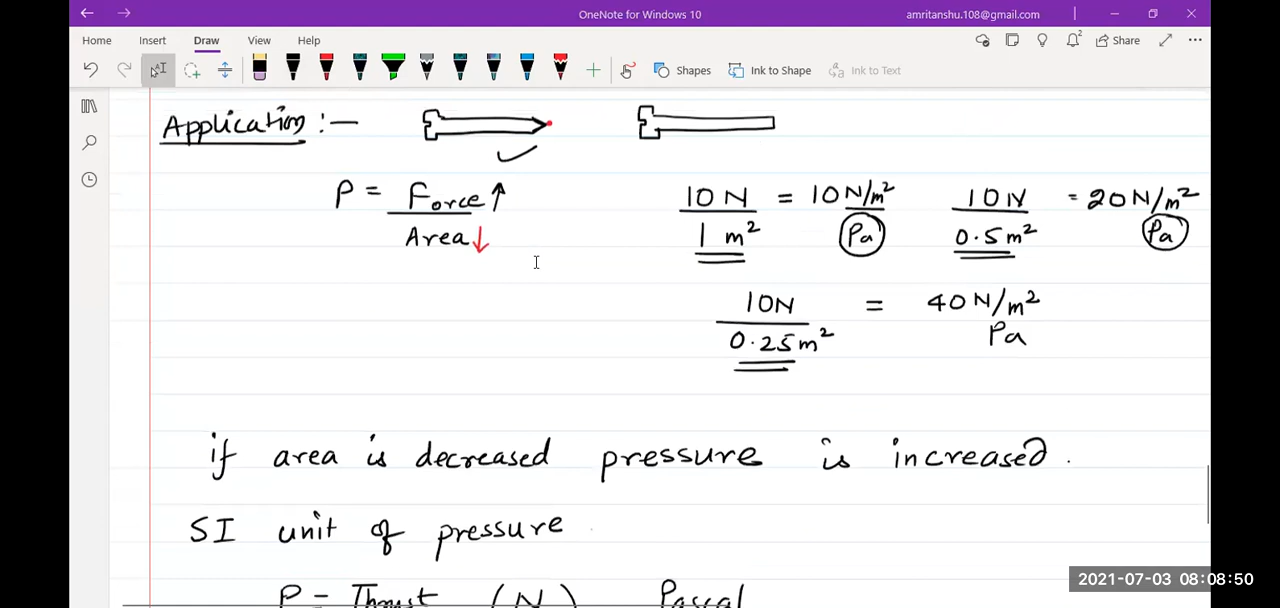 OneNote for Windows 10
amritanshu.108@gmail.com
Home Insert Draw View Help
Share
Shapes Ink to Shape Ink to Text
Application :-
P = Force ↑ / Area ↓
10 N / 1 m² = 10 N/m² Pa
10 N / 0.5 m² = 20 N/m² Pa
10N / 0.25 m² = 40 N/m² Pa
if area is decreased pressure is increased.
SI unit of pressure
P = Thrust (N) Pascal
2021-07-03 08:08:50